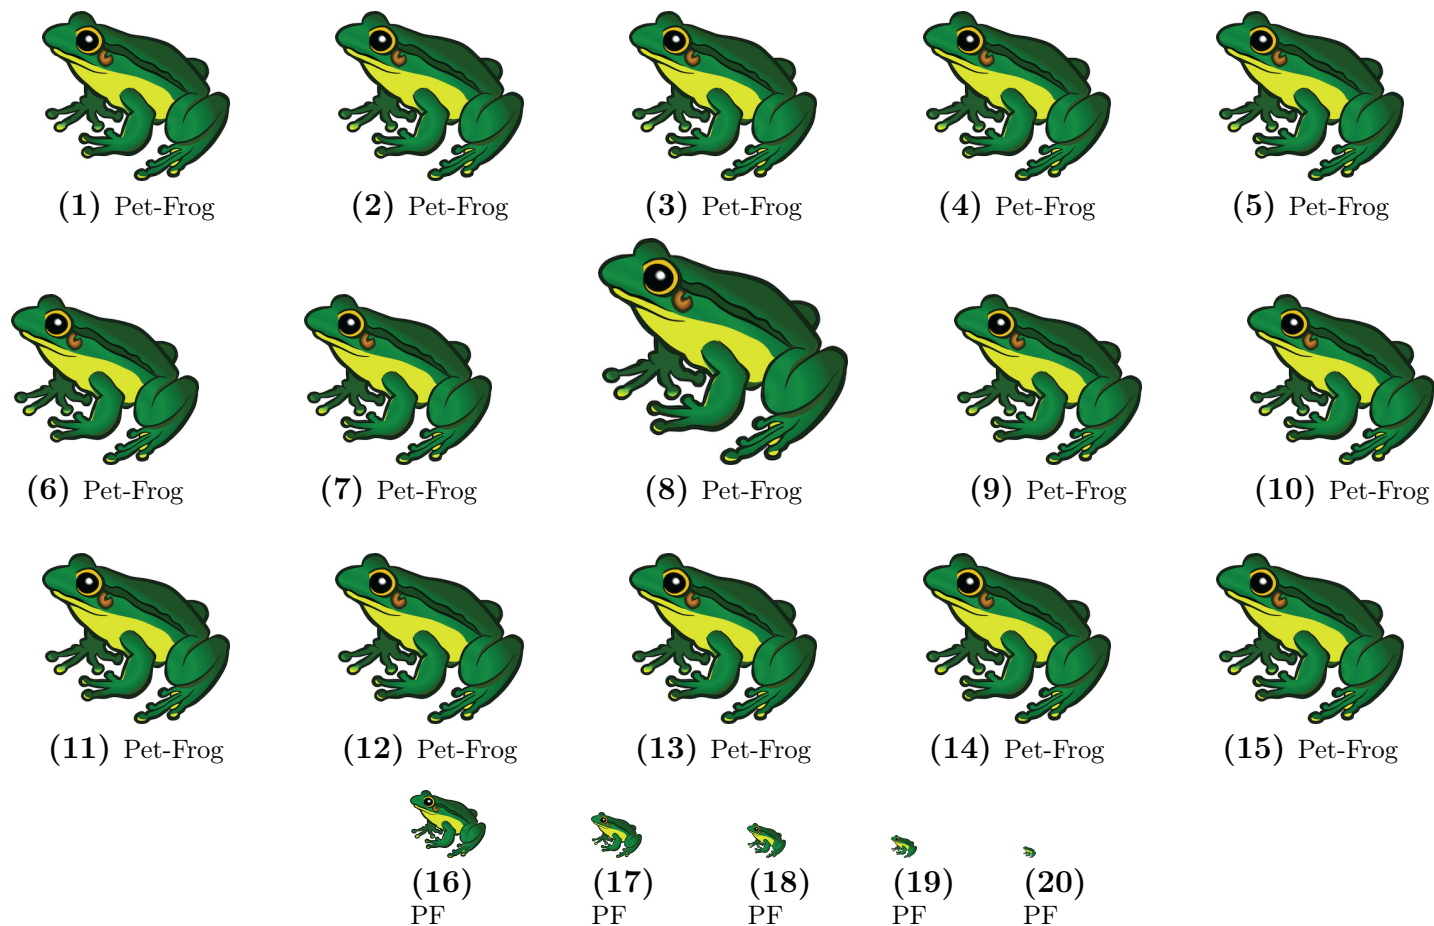 (1) Pet-Frog
(2) Pet-Frog
(3) Pet-Frog
(4) Pet-Frog
(5) Pet-Frog
(6) Pet-Frog
(7) Pet-Frog
(8) Pet-Frog
(9) Pet-Frog
(10) Pet-Frog
(11) Pet-Frog
(12) Pet-Frog
(13) Pet-Frog
(14) Pet-Frog
(15) Pet-Frog
(16)
PF
(17)
PF
(18)
PF
(19)
PF
(20)
PF